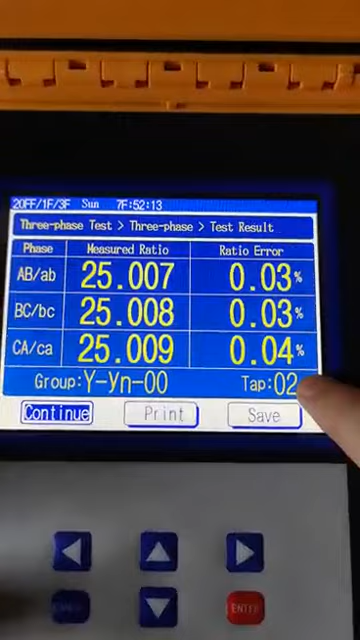 20FF/1F/3F Sun 7F:52:13
Three-phase Test > Three-phase > Test Result
Phase Measured Ratio Ratio Error
AB/ab 25.007 0.03%
BC/bc 25.008 0.03%
CA/ca 25.009 0.04%
Group:Y-yn-00 Tap:02
Continue Print Save
ENTER